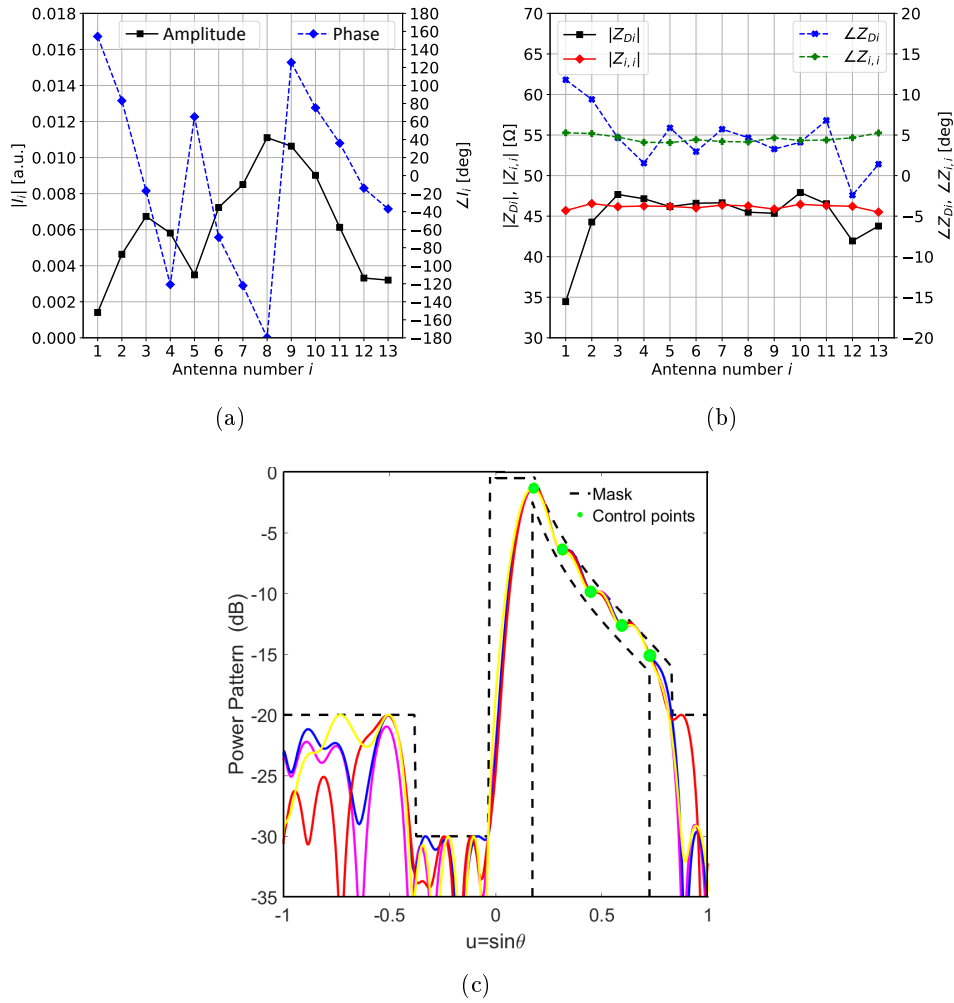 Amplitude
Phase
0.018
0.016
0.014
0.012
0.010
0.008
0.006
0.004
0.002
0.000
||I_i|| [a.u.]
180
160
140
120
100
80
60
40
20
0
−20
−40
−60
−80
−100
−120
−140
−160
−180
∠I_i [deg]
1 2 3 4 5 6 7 8 9 10 11 12 13
Antenna number i
(a)
|Z_Di|
|Z_i,i|
∠Z_Di
∠Z_i,i
70
65
60
55
50
45
40
35
30
|Z_Di|, |Z_i,i| [Ω]
20
15
10
5
0
−5
−10
−15
−20
∠Z_Di, ∠Z_i,i [deg]
1 2 3 4 5 6 7 8 9 10 11 12 13
Antenna number i
(b)
Mask
Control points
0
-5
-10
-15
-20
-25
-30
-35
Power Pattern (dB)
-1 -0.5 0 0.5 1
u=sinθ
(c)